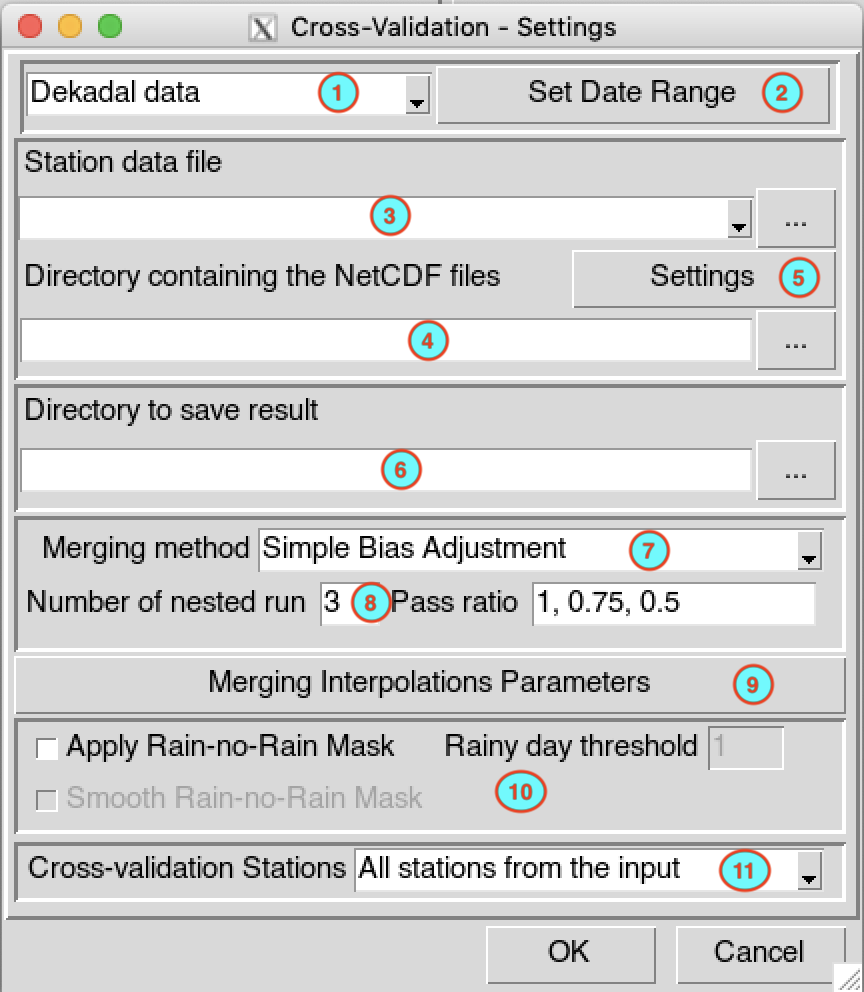 Cross-Validation - Settings
Dekadal data 1 Set Date Range 2
Station data file
3 ...
Directory containing the NetCDF files Settings 5
4 ...
Directory to save result
6 ...
Merging method Simple Bias Adjustment 7
Number of nested run 3 8 Pass ratio 1, 0.75, 0.5
Merging Interpolations Parameters 9
Apply Rain-no-Rain Mask Rainy day threshold 1
Smooth Rain-no-Rain Mask 10
Cross-validation Stations All stations from the input 11
OK Cancel